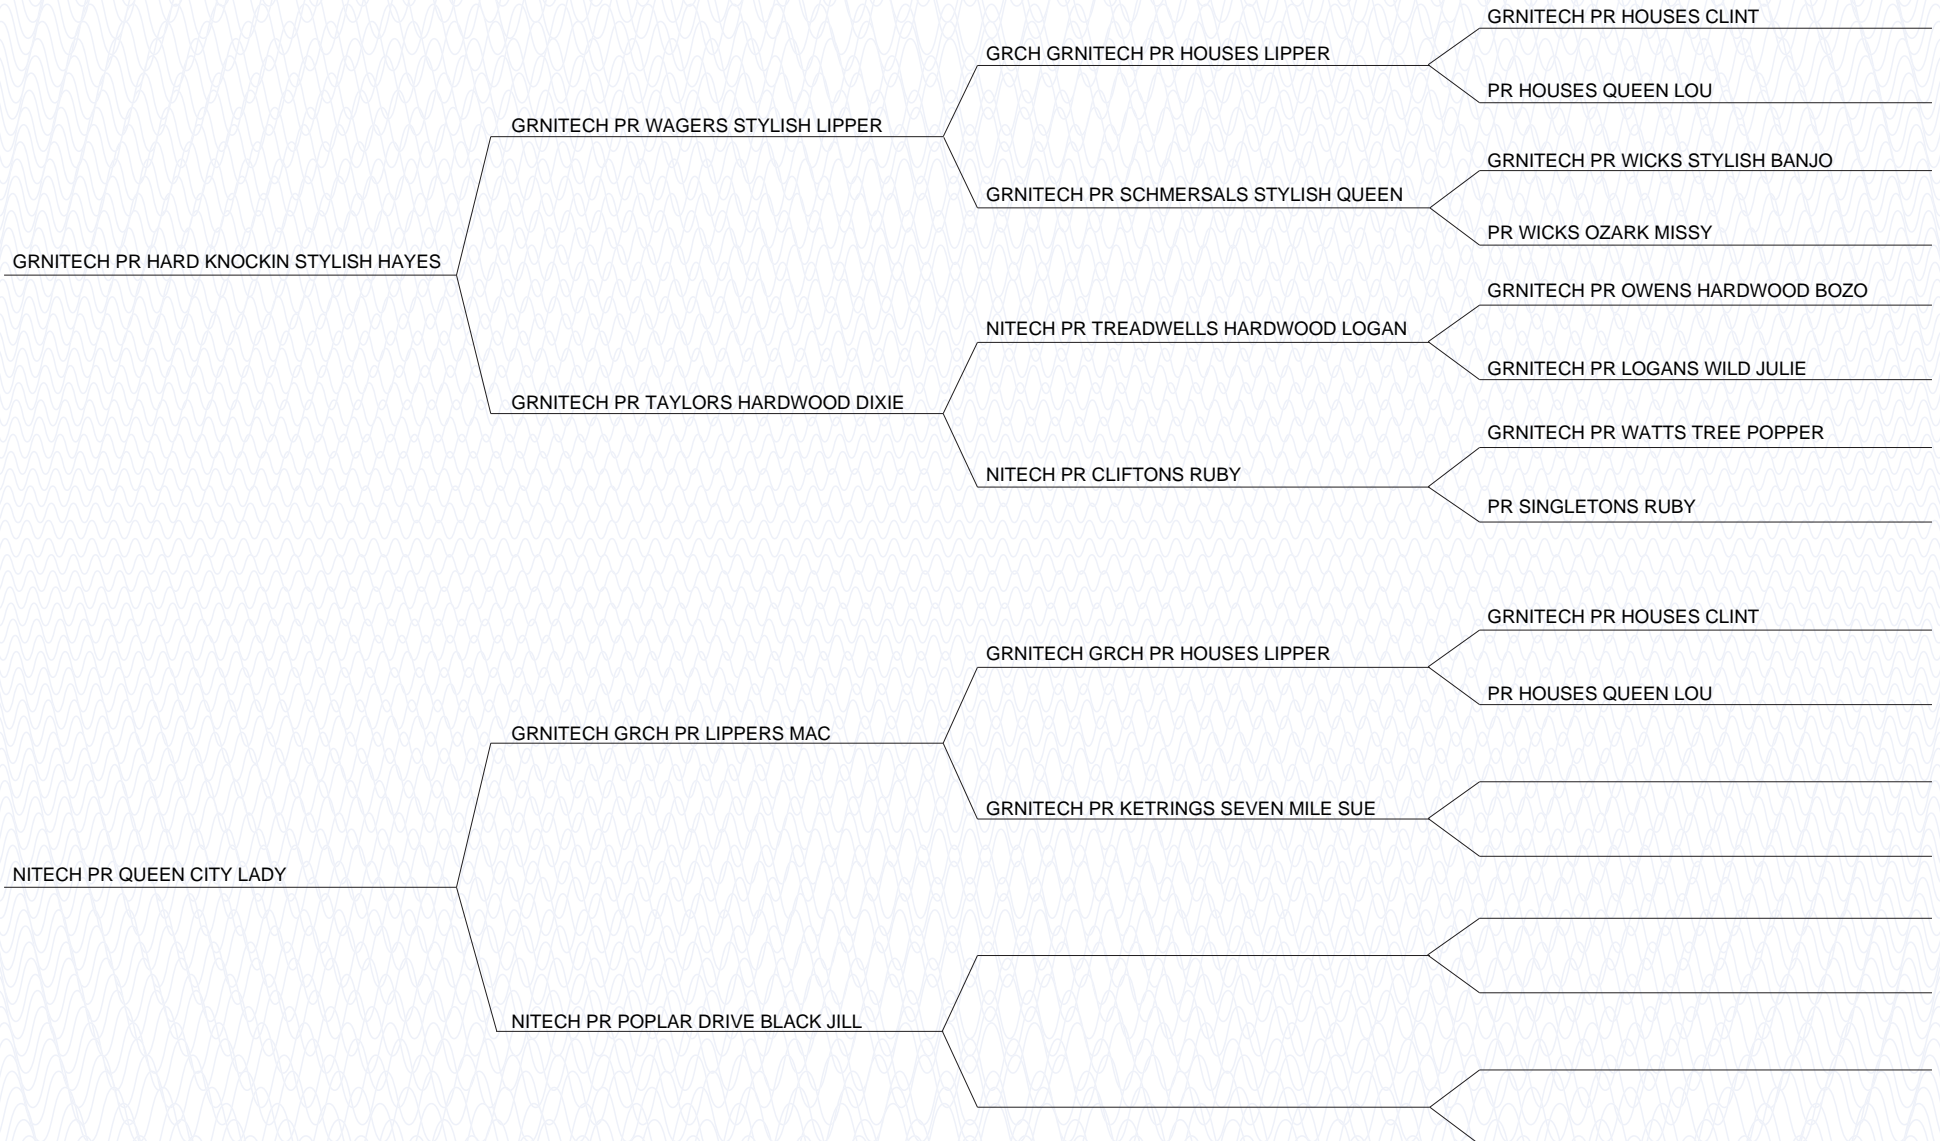 GRNITECH PR HOUSES CLINT
GRCH GRNITECH PR HOUSES LIPPER
PR HOUSES QUEEN LOU
GRNITECH PR WAGERS STYLISH LIPPER
GRNITECH PR WICKS STYLISH BANJO
GRNITECH PR SCHMERSALS STYLISH QUEEN
PR WICKS OZARK MISSY
GRNITECH PR HARD KNOCKIN STYLISH HAYES
GRNITECH PR OWENS HARDWOOD BOZO
NITECH PR TREADWELLS HARDWOOD LOGAN
GRNITECH PR LOGANS WILD JULIE
GRNITECH PR TAYLORS HARDWOOD DIXIE
GRNITECH PR WATTS TREE POPPER
NITECH PR CLIFTONS RUBY
PR SINGLETONS RUBY
GRNITECH PR HOUSES CLINT
GRNITECH GRCH PR HOUSES LIPPER
PR HOUSES QUEEN LOU
GRNITECH GRCH PR LIPPERS MAC
GRNITECH PR KETRINGS SEVEN MILE SUE
NITECH PR QUEEN CITY LADY
NITECH PR POPLAR DRIVE BLACK JILL